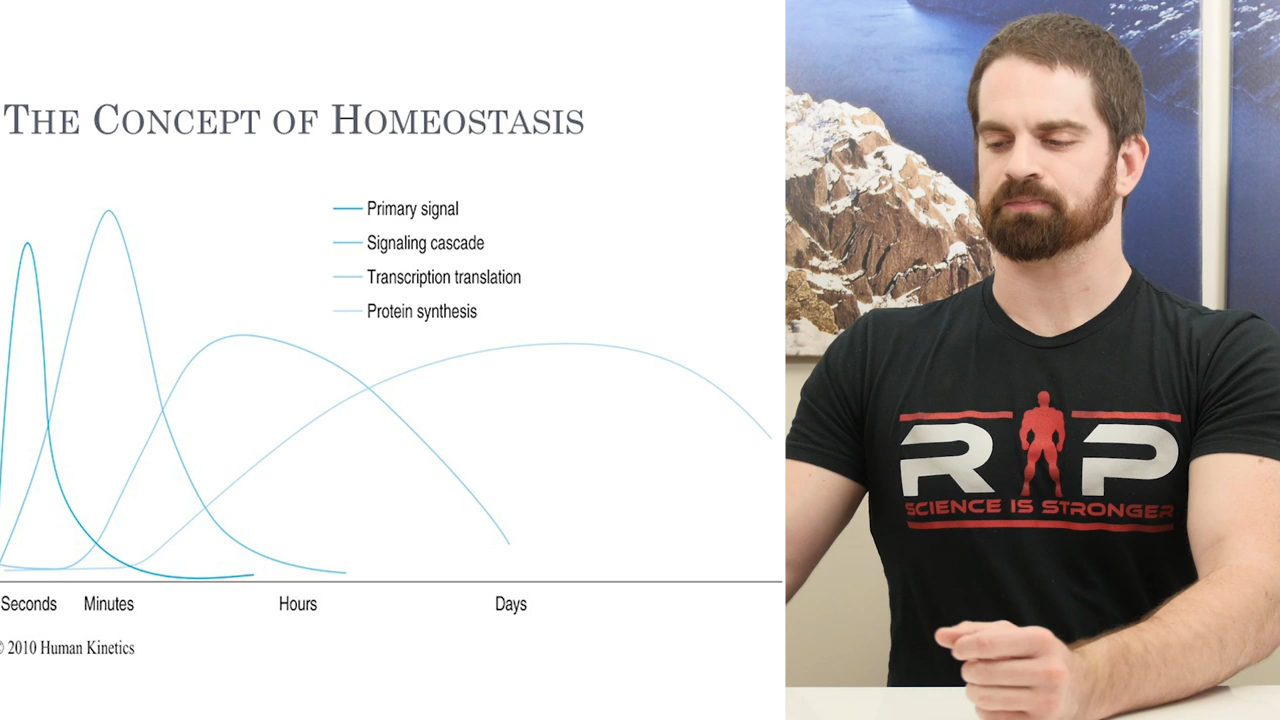 THE CONCEPT OF HOMEOSTASIS
Primary signal
Signaling cascade
Transcription translation
Protein synthesis
Seconds Minutes Hours Days
© 2010 Human Kinetics
R P
SCIENCE IS STRONGER